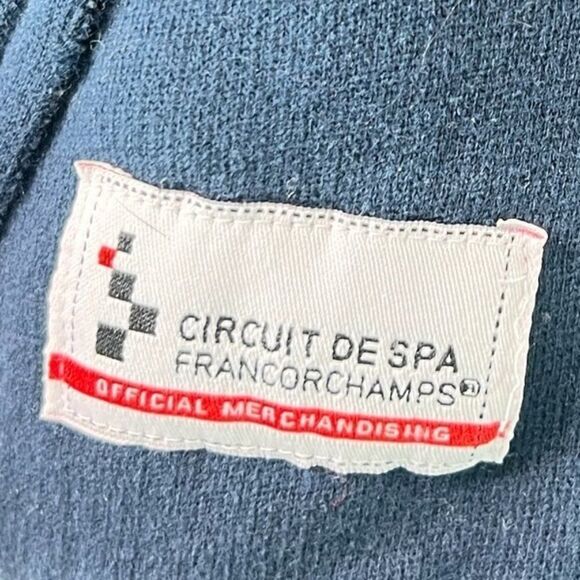 CIRCUIT DE SPA
FRANCORCHAMPS®
OFFICIAL MERCHANDISING